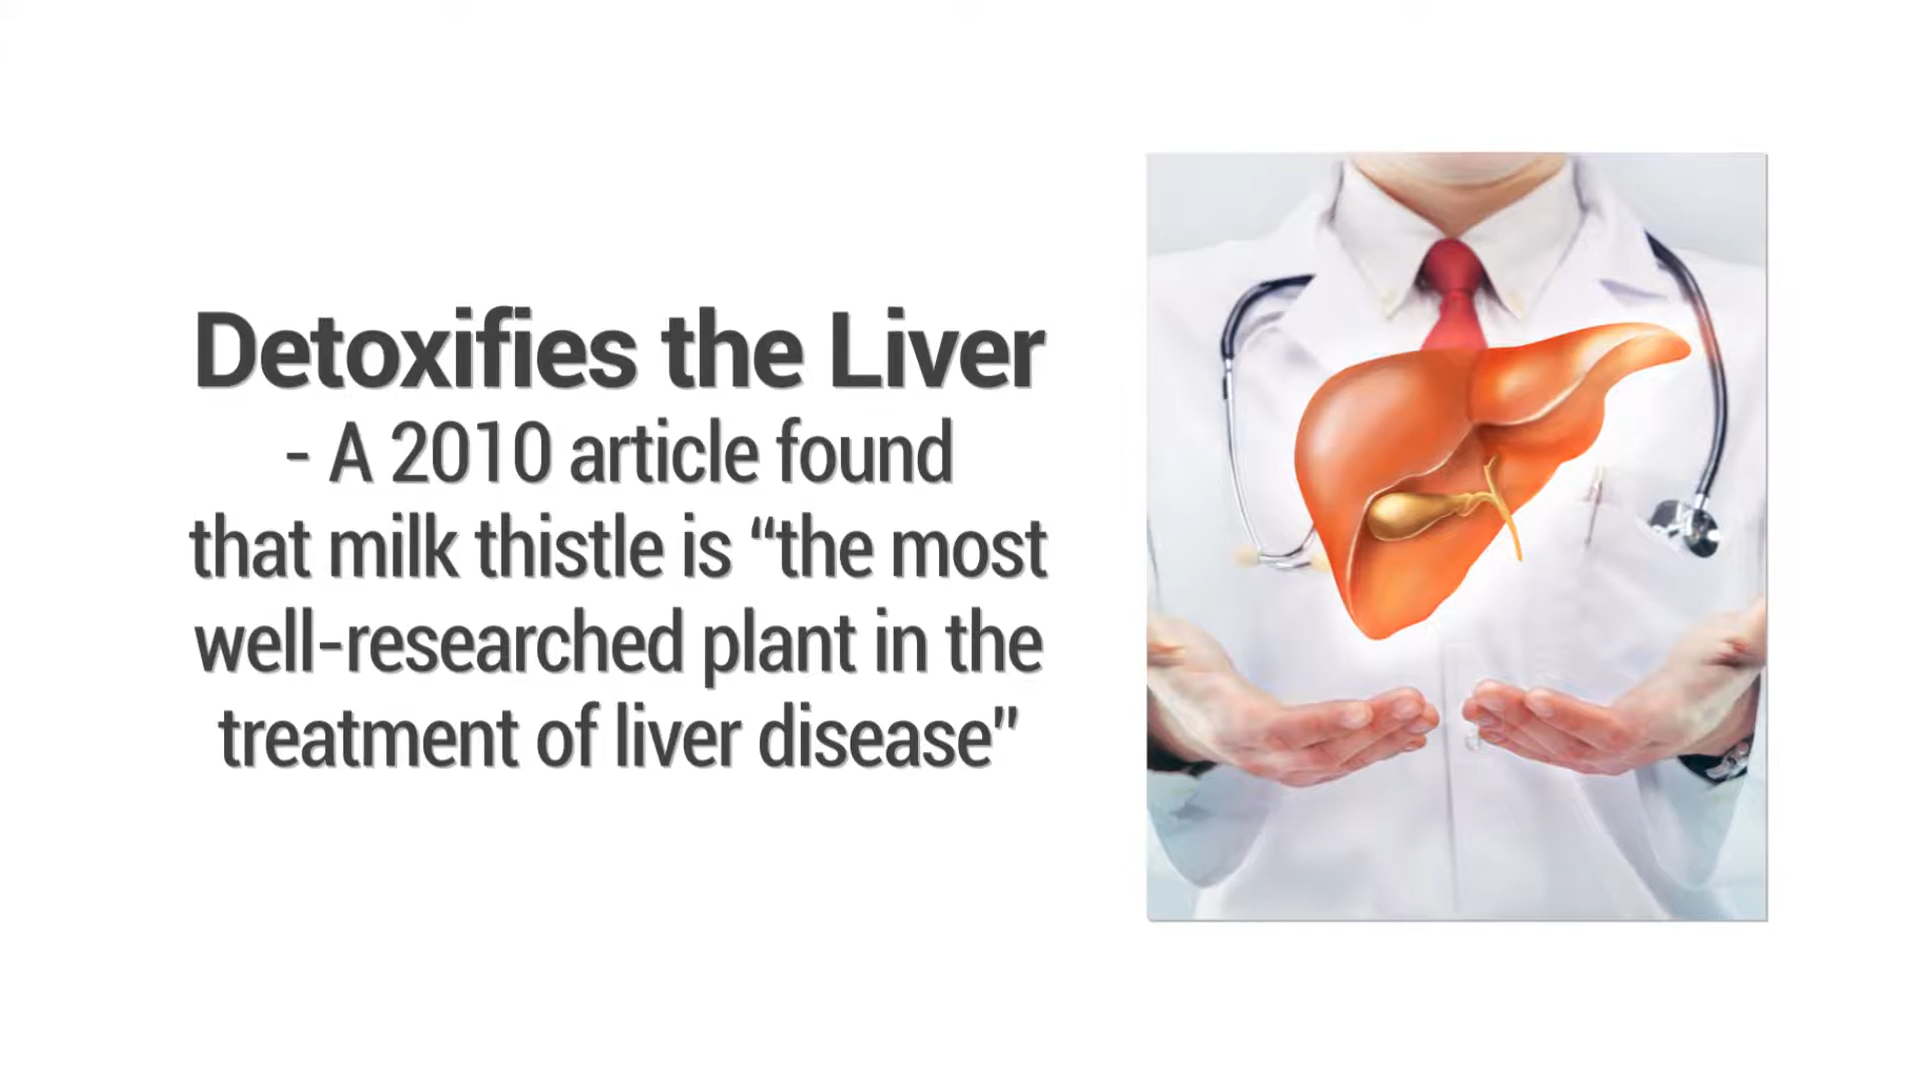 Detoxifies the Liver
- A 2010 article found
that milk thistle is “the most
well-researched plant in the
treatment of liver disease”